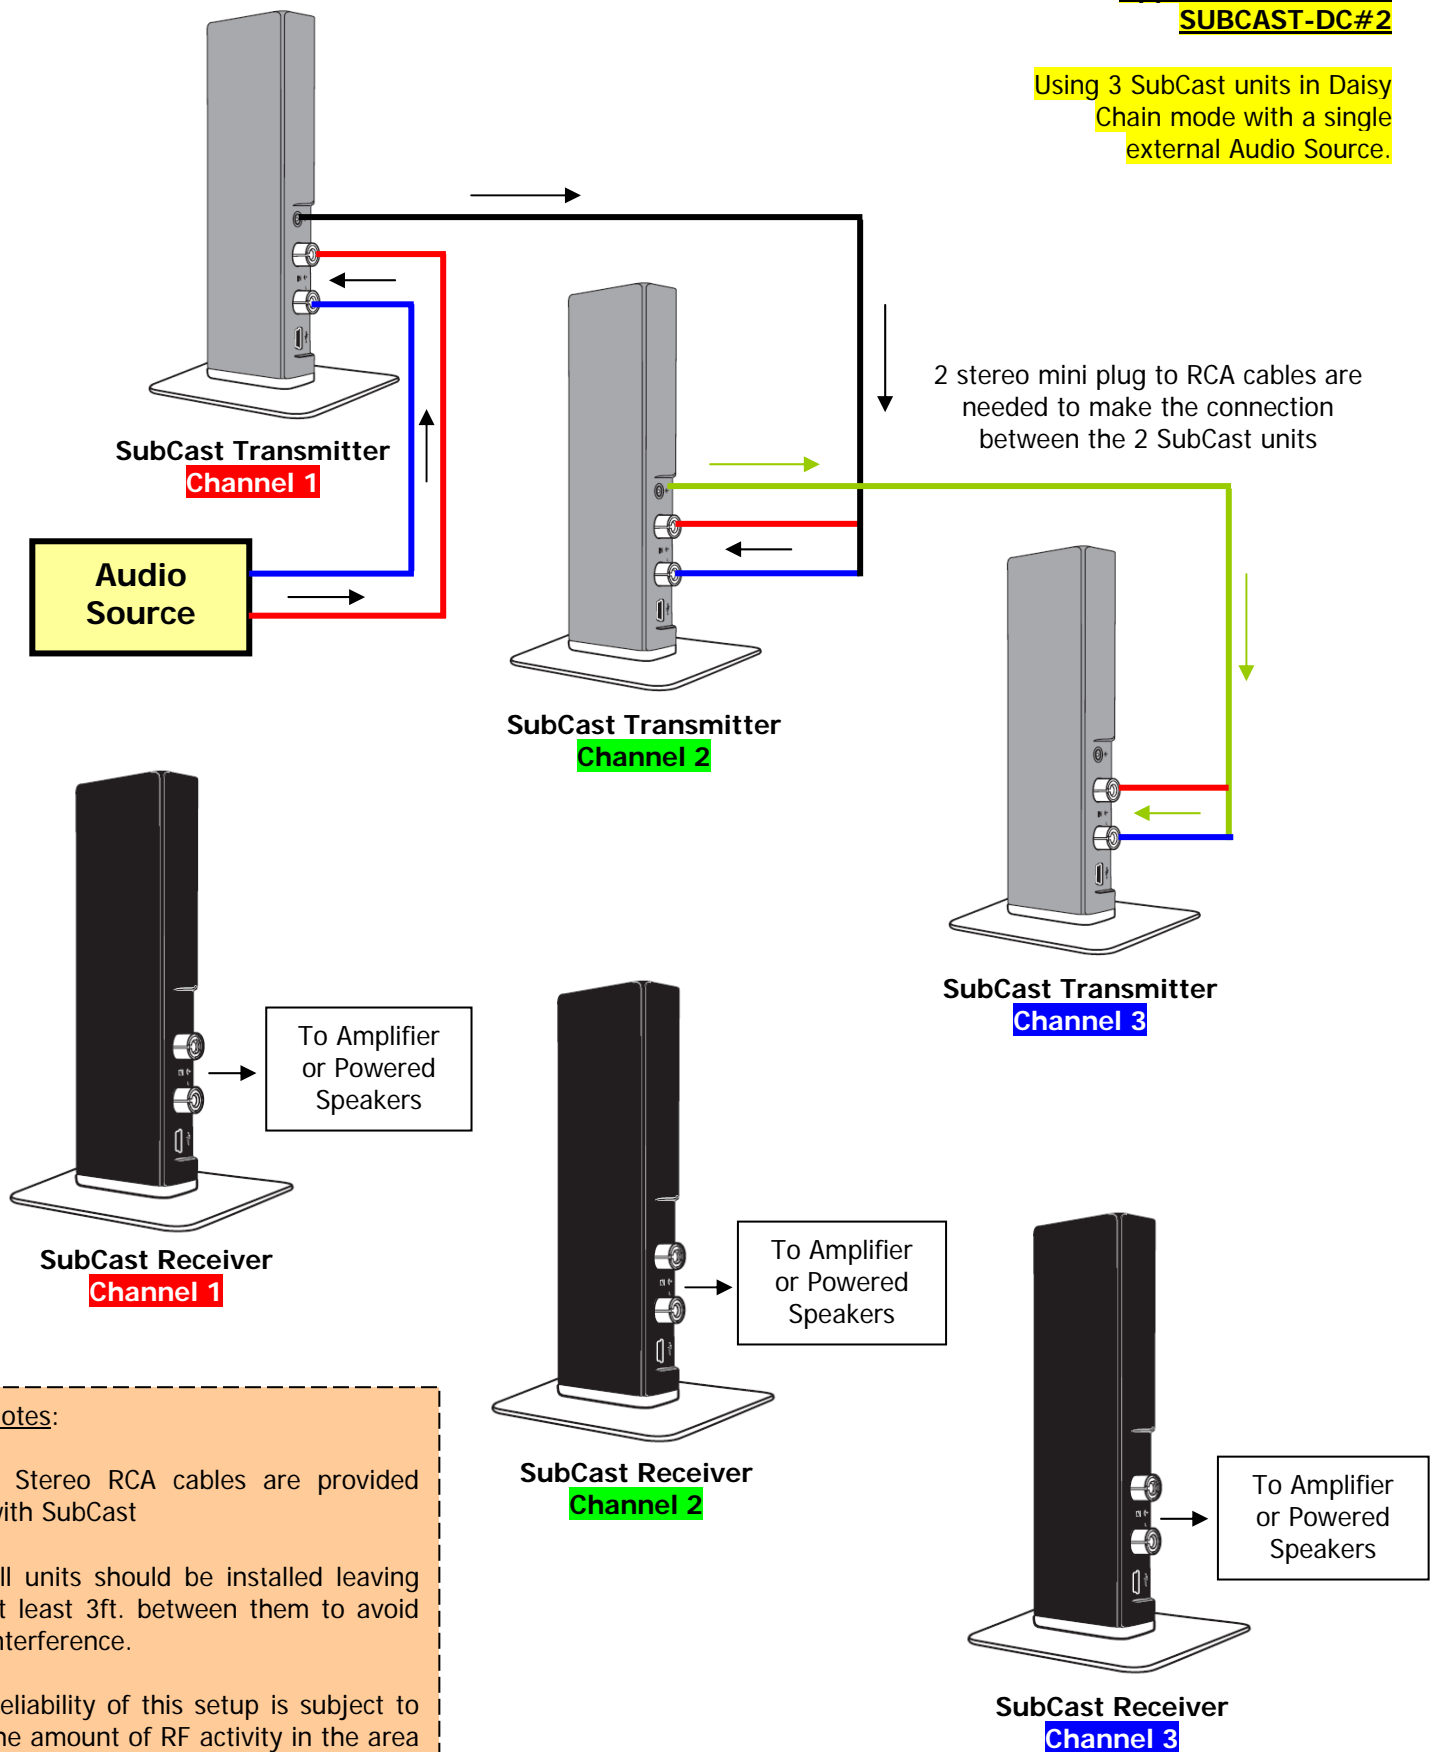 SUBCAST-DC#2
Using 3 SubCast units in Daisy
Chain mode with a single
external Audio Source.
2 stereo mini plug to RCA cables are
needed to make the connection
between the 2 SubCast units
SubCast Transmitter
Channel 1
Audio
Source
SubCast Transmitter
Channel 2
SubCast Transmitter
Channel 3
To Amplifier
or Powered
Speakers
SubCast Receiver
Channel 1
To Amplifier
or Powered
Speakers
SubCast Receiver
Channel 2
To Amplifier
or Powered
Speakers
SubCast Receiver
Channel 3
otes:
Stereo RCA cables are provided
with SubCast
ll units should be installed leaving
t least 3ft. between them to avoid
nterference.
eliability of this setup is subject to
he amount of RF activity in the area